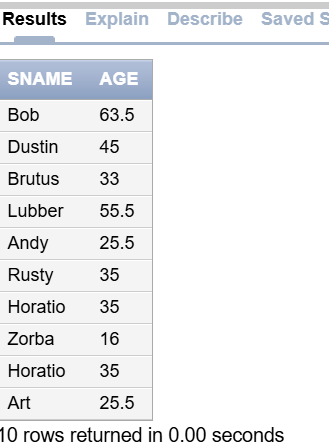 Results Explain Describe Saved S
SNAME AGE
Bob 63.5
Dustin 45
Brutus 33
Lubber 55.5
Andy 25.5
Rusty 35
Horatio 35
Zorba 16
Horatio 35
Art 25.5
10 rows returned in 0.00 seconds